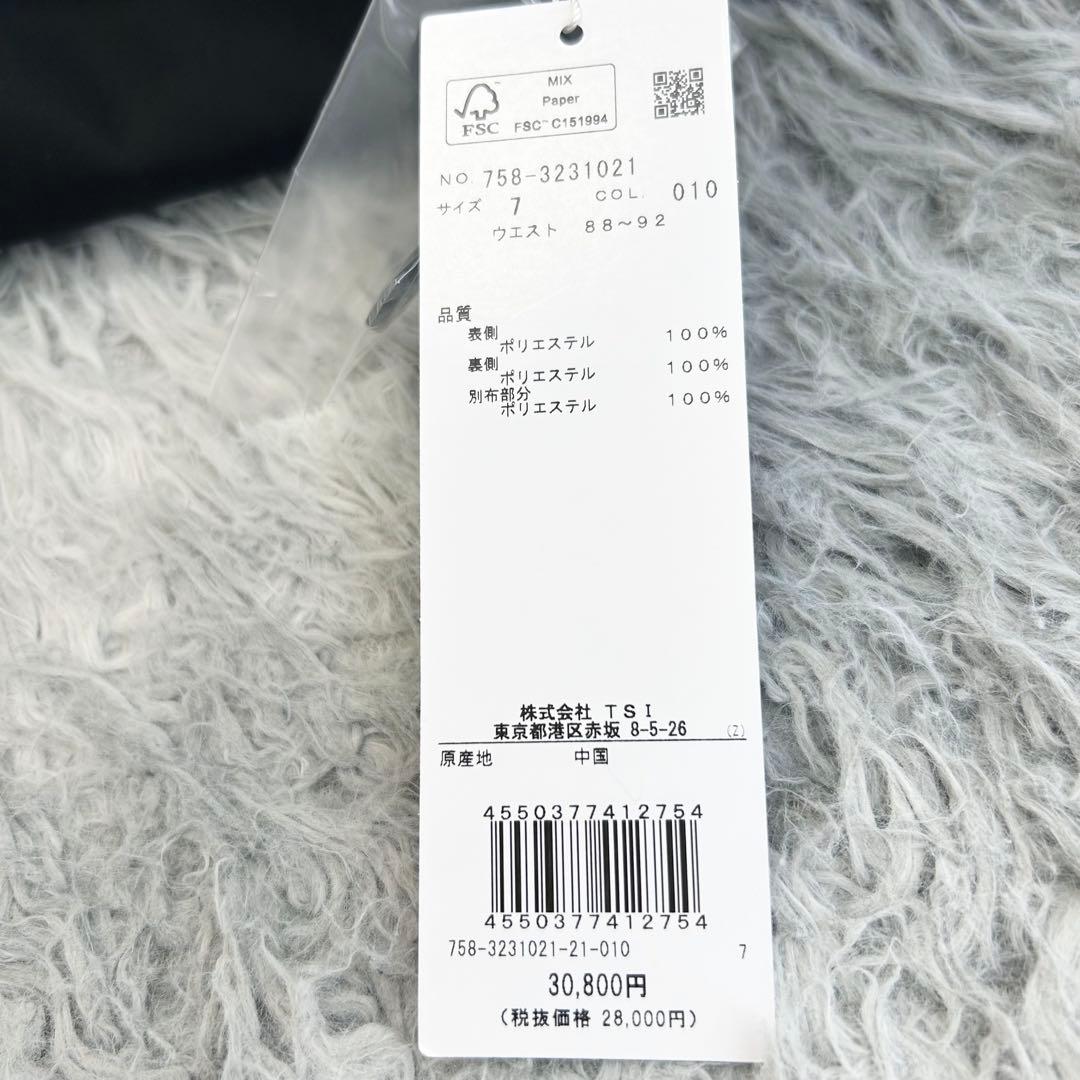 MIX
Paper
FSC™ C151994
FSC™
NO. 758-3231021
サイズ 7 COL. 010
ウエスト 88～92
品質
表側
ポリエステル 100%
裏側
ポリエステル 100%
別布部分
ポリエステル 100%
株式会社 TSI
東京都港区赤坂 8-5-26 (Z)
原産地 中国
4550377412754
4550377412754
758-3231021-21-010 7
30,800円
(税抜価格 28,000円)